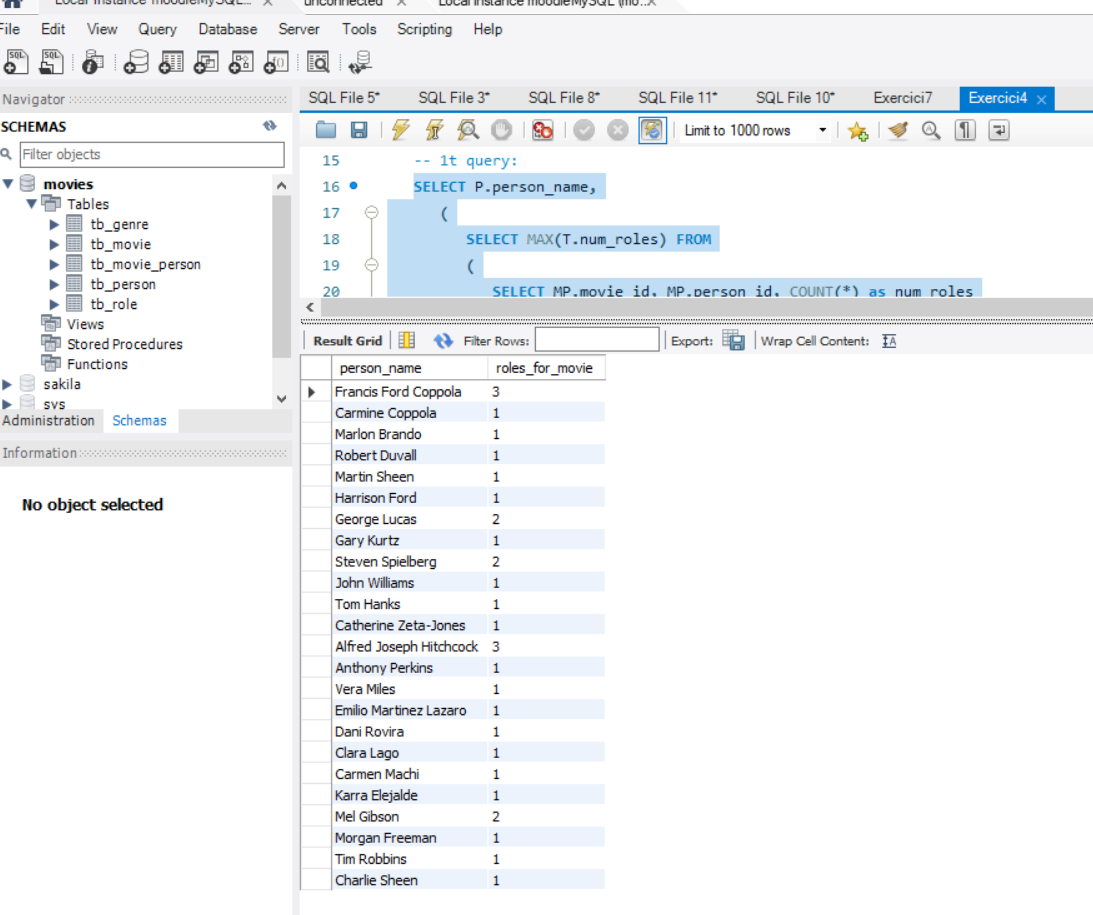 Local instance moodleMySQL... × unconnected × Local instance moodleMySQL (mo...×
File Edit View Query Database Server Tools Scripting Help
Navigator
SQL File 5* SQL File 3* SQL File 8* SQL File 11* SQL File 10* Exercici7 Exercici4 ×
SCHEMAS
Limit to 1000 rows
Filter objects
movies
Tables
tb_genre
tb_movie
tb_movie_person
tb_person
tb_role
Views
Stored Procedures
Functions
sakila
sys
Administration Schemas
Information
No object selected
15 -- 1t query:
16 SELECT P.person_name,
17 (
18 SELECT MAX(T.num_roles) FROM
19 (
20 SELECT MP.movie_id, MP.person_id, COUNT(*) as num_roles
Result Grid Filter Rows: Export: Wrap Cell Content:
person_name roles_for_movie
Francis Ford Coppola 3
Carmine Coppola 1
Marlon Brando 1
Robert Duvall 1
Martin Sheen 1
Harrison Ford 1
George Lucas 2
Gary Kurtz 1
Steven Spielberg 2
John Williams 1
Tom Hanks 1
Catherine Zeta-Jones 1
Alfred Joseph Hitchcock 3
Anthony Perkins 1
Vera Miles 1
Emilio Martinez Lazaro 1
Dani Rovira 1
Clara Lago 1
Carmen Machi 1
Karra Elejalde 1
Mel Gibson 2
Morgan Freeman 1
Tim Robbins 1
Charlie Sheen 1